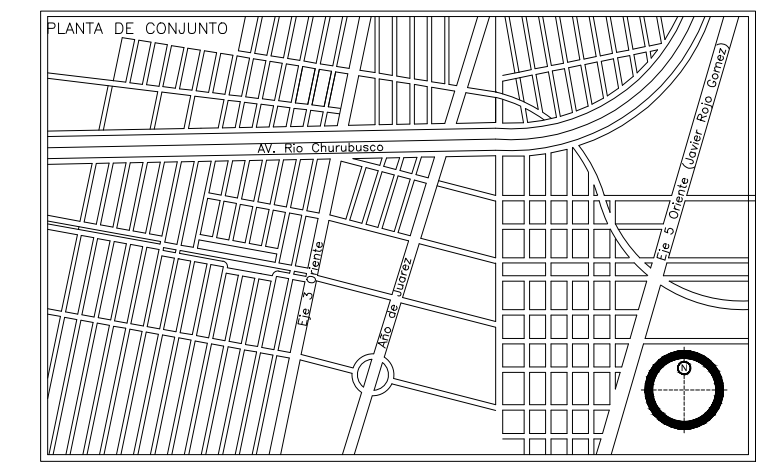 PLANTA DE CONJUNTO
AV. Rio Churubusco
Eje 3 Oriente
Año de Juarez
Eje 5 Oriente (Javier Rojo Gomez)
N